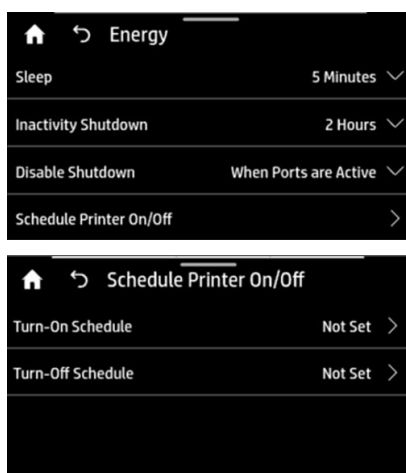 Energy
Sleep 5 Minutes
Inactivity Shutdown 2 Hours
Disable Shutdown When Ports are Active
Schedule Printer On/Off
Schedule Printer On/Off
Turn-On Schedule Not Set
Turn-Off Schedule Not Set